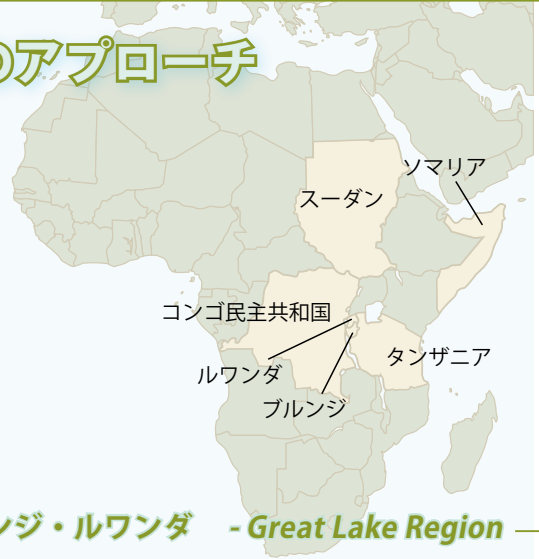 のアプローチ
ソマリア
スーダン
コンゴ民主共和国
ルワンダ
タンザニア
ブルンジ
ンジ・ルワンダ - Great Lake Region